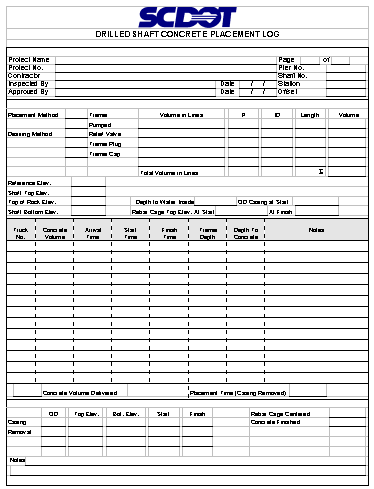 SCDOT
DRILLED SHAFT CONCRETE PLACEMENT LOG
Project Name Page of
Project No. Pier No.
Contractor Shaft No.
Inspected By Date / / Station
Approved By Date / / Offset
Placement Method Tremie Volume in Lines # ID Length Volume
Pumped
Dewing Method Relief Valve
Tremie Plug
Tremie Cap
Total Volume in Lines Σ
Reference Elev.
Shaft Top Elev.
Top of Rock Elev. Depth to Water Inside OD Casing at Start
Shaft Bottom Elev. Rebar Cage Top Elev. At Start At Finish
Truck No. Concrete Volume Arrival Time Start Time Finish Time Tremie Depth Depth To Concrete Notes
Concrete Volume Delivered Placement Time (Casing Removed)
OD Top Elev. Bot. Elev. Start Finish Rebar Cage Centered
Casing Concrete Finished
Removal
Notes